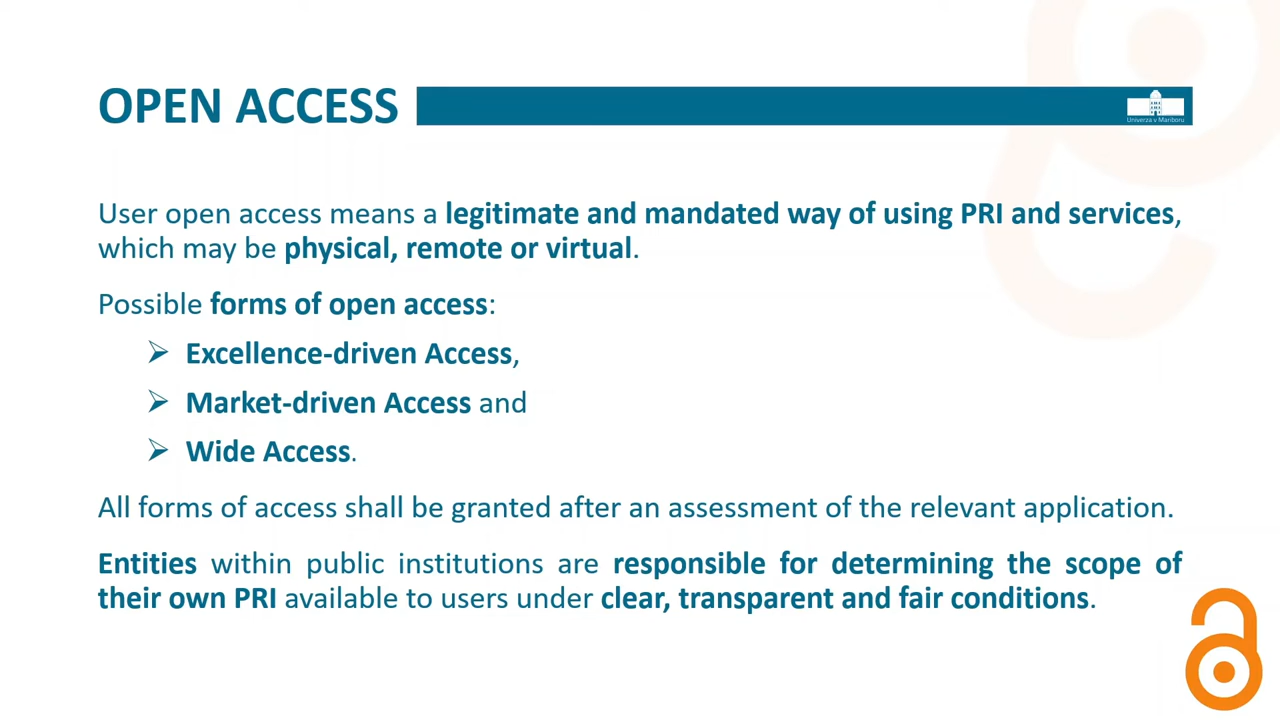 OPEN ACCESS
Univerza v Mariboru
User open access means a legitimate and mandated way of using PRI and services,
which may be physical, remote or virtual.
Possible forms of open access:
➢ Excellence-driven Access,
➢ Market-driven Access and
➢ Wide Access.
All forms of access shall be granted after an assessment of the relevant application.
Entities within public institutions are responsible for determining the scope of
their own PRI available to users under clear, transparent and fair conditions.